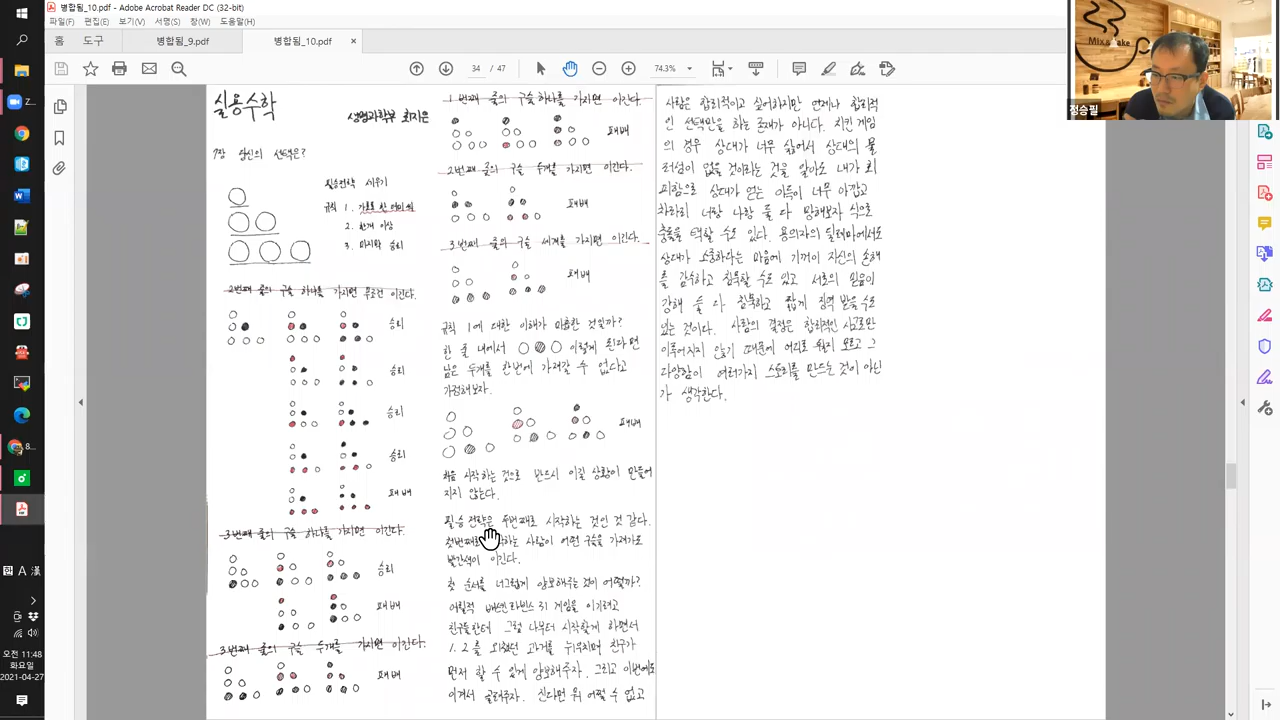 병합됨_10.pdf - Adobe Acrobat Reader DC (32-bit)
파일(F) 편집(E) 보기(V) 서명(S) 창(W) 도움말(H)
홈 도구 병합됨_9.pdf 병합됨_10.pdf ×
34 / 47 74.3%
Mix&Bake
정승필
실용수학
생명과학부 최지은
7장 당신의 선택은?
필승전략 세우기
규칙 1. 가로로 한 줄에서
2. 한개 이상
3. 마지막 승리
2번째 줄의 구슬 하나를 가지면 무조건 이긴다.
승리
승리
승리
승리
패배
3번째 줄의 구슬 하나를 가지면 이긴다.
승리
패배
3번째 줄의 구슬 두개를 가지면 이긴다.
패배
1번째 줄의 구슬 하나를 가지면 이긴다.
패배
2번째 줄의 구슬 두개를 가지면 이긴다.
패배
3번째 줄의 구슬 세개를 가지면 이긴다.
패배
규칙 1에 대한 이해가 미흡한 것일까?
한 줄 내에서 이렇게 된다면
남은 두개를 한번에 가져갈 수 없다고
가정해보자.
패배
처음 시작하는 것으로 반드시 이길 상황이 만들어
지지 않는다.
필승전략은 두번째로 시작하는 것인 것 같다.
하는 사람이 어떤 구슬을 가져가도
빨간색이 이긴다.
첫 순서를 너그럽게 양보해주는 것이 어떨까?
어릴적 베스킨라빈스 31 게임을 이기려고
친구들한테 그럼 나부터 시작할게 하면서
1, 2를 외쳤던 과거를 뉘우치며 친구가
먼저 할 수 있게 양보해주자. 그리고 이번에도
이겨서 놀려주자. 진다면 뭐 어쩔 수 없고
사람은 합리적이고 싶어하지만 언제나 합리적
인 선택만을 하는 존재가 아니다. 치킨 게임
의 경우 상대가 너무 싫어서 상대의 물
러섬이 없을 것이라는 것을 알아도 내가 회
피함으로 상대가 얻는 이득이 너무 아깝고
차라리 너랑 나랑 둘 다 망해보자 식으로
충돌을 택할 수도 있다. 용의자의 딜레마에서도
상대가 소중하다는 마음에 기꺼이 자신의 손해
를 감수하고 침묵할 수도 있고 서로의 믿음이
강해 둘 다 침묵하고 짧게 징역 받을 수도
있는 것이다. 사람의 결정은 합리적인 사고로만
이루어지지 않기 때문에 어디로 튈지 모르고 그
다양함이 여러가지 스토리를 만드는 것이 아닌
가 생각한다.
한 A 漢
오전 11:48
화요일
2021-04-27